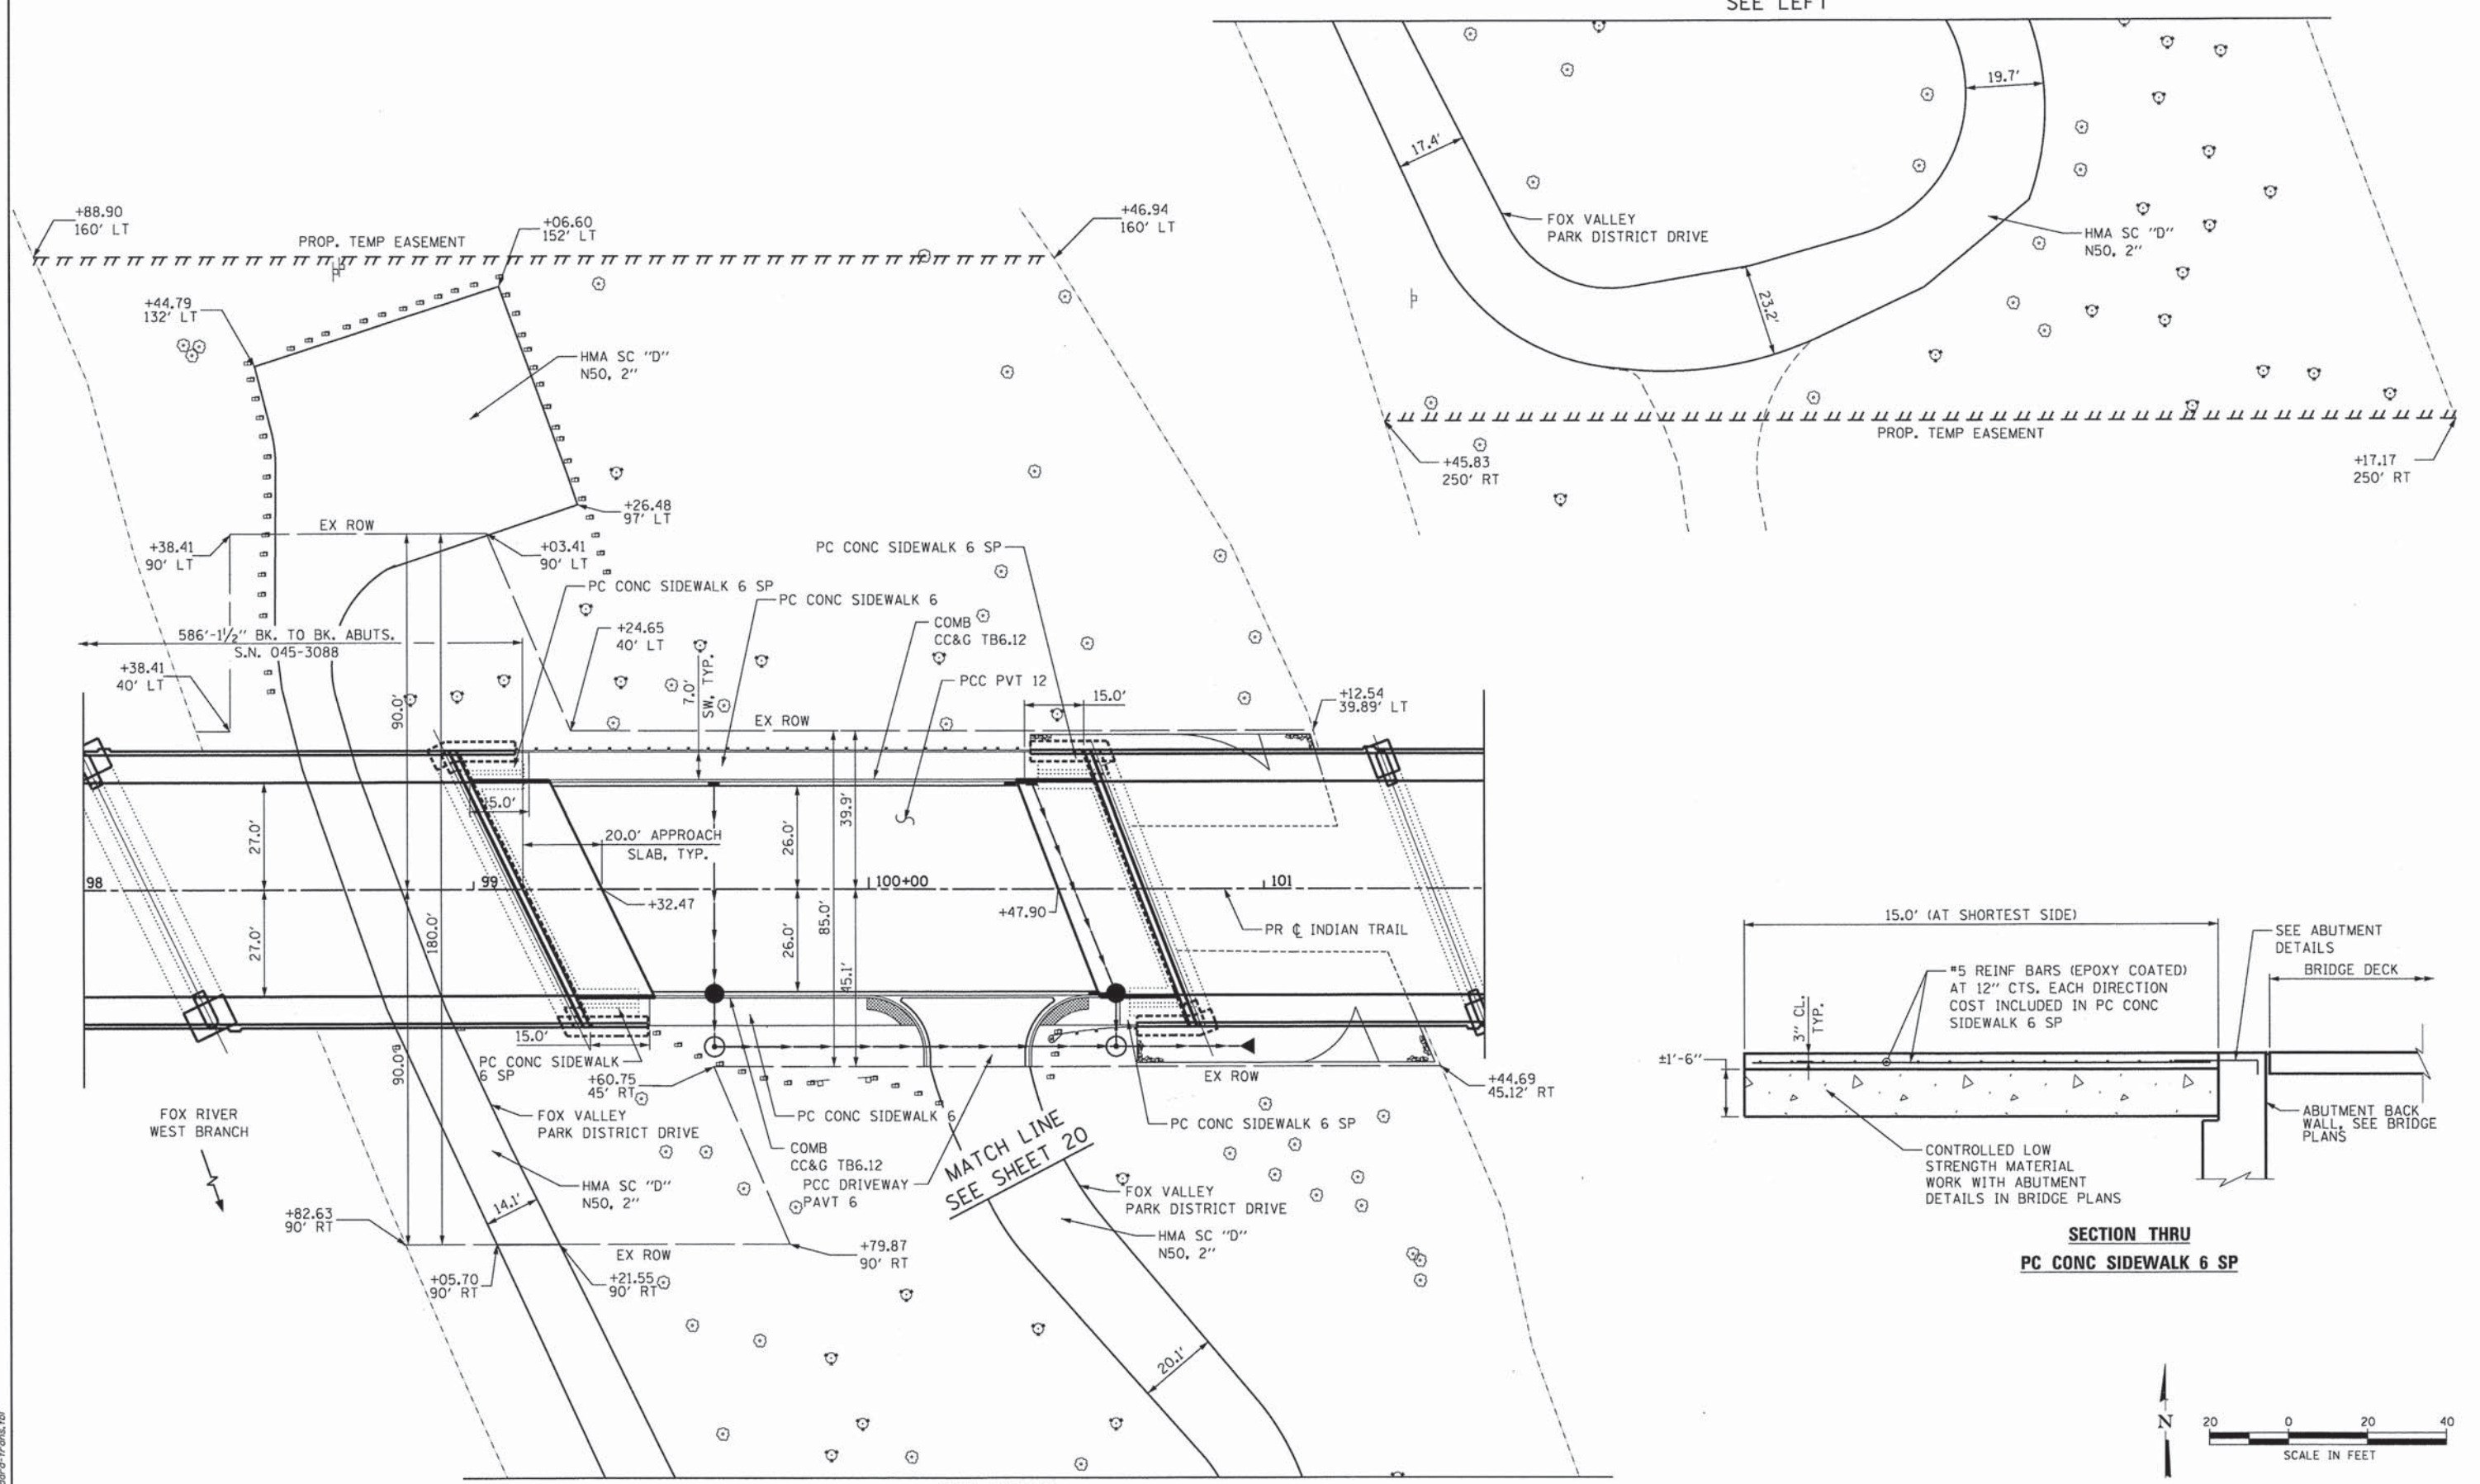 SEE LEFT
19.7'
17.4'
FOX VALLEY
PARK DISTRICT DRIVE
HMA SC "D"
N50, 2"
23.2'
PROP. TEMP EASEMENT
+45.83
250' RT
+17.17
250' RT
+88.90
160' LT
PROP. TEMP EASEMENT
+06.60
152' LT
+46.94
160' LT
+44.79
132' LT
HMA SC "D"
N50, 2"
+26.48
97' LT
EX ROW
+38.41
90' LT
+03.41
90' LT
PC CONC SIDEWALK 6 SP
PC CONC SIDEWALK 6 SP
PC CONC SIDEWALK 6
COMB
CC&G TB6.12
586'-1 1/2" BK. TO BK. ABUTS.
S.N. 045-3088
+24.65
40' LT
+38.41
40' LT
90.0'
7.0'
SW, TYP.
PCC PVT 12
15.0'
+12.54
39.89' LT
EX ROW
15.0'
20.0' APPROACH
SLAB, TYP.
27.0'
26.0'
39.9'
98
99
100+00
101
+32.47
+47.90
PR ℄ INDIAN TRAIL
27.0'
180.0'
26.0'
85.0'
45.1'
15.0'
90.0'
PC CONC SIDEWALK
6 SP
+60.75
45' RT
EX ROW
+44.69
45.12' RT
FOX RIVER
WEST BRANCH
FOX VALLEY
PARK DISTRICT DRIVE
PC CONC SIDEWALK 6
PC CONC SIDEWALK 6 SP
COMB
CC&G TB6.12
PCC DRIVEWAY
PAVT 6
MATCH LINE
SEE SHEET 20
HMA SC "D"
N50, 2"
14.1'
FOX VALLEY
PARK DISTRICT DRIVE
HMA SC "D"
N50, 2"
+82.63
90' RT
EX ROW
+79.87
90' RT
+05.70
90' RT
+21.55
90' RT
20.1'
15.0' (AT SHORTEST SIDE)
SEE ABUTMENT
DETAILS
#5 REINF BARS (EPOXY COATED)
AT 12" CTS. EACH DIRECTION
COST INCLUDED IN PC CONC
SIDEWALK 6 SP
BRIDGE DECK
3" CL.
TYP.
±1'-6"
ABUTMENT BACK
WALL, SEE BRIDGE
PLANS
CONTROLLED LOW
STRENGTH MATERIAL
WORK WITH ABUTMENT
DETAILS IN BRIDGE PLANS
SECTION THRU
PC CONC SIDEWALK 6 SP
N
20 0 20 40
SCALE IN FEET